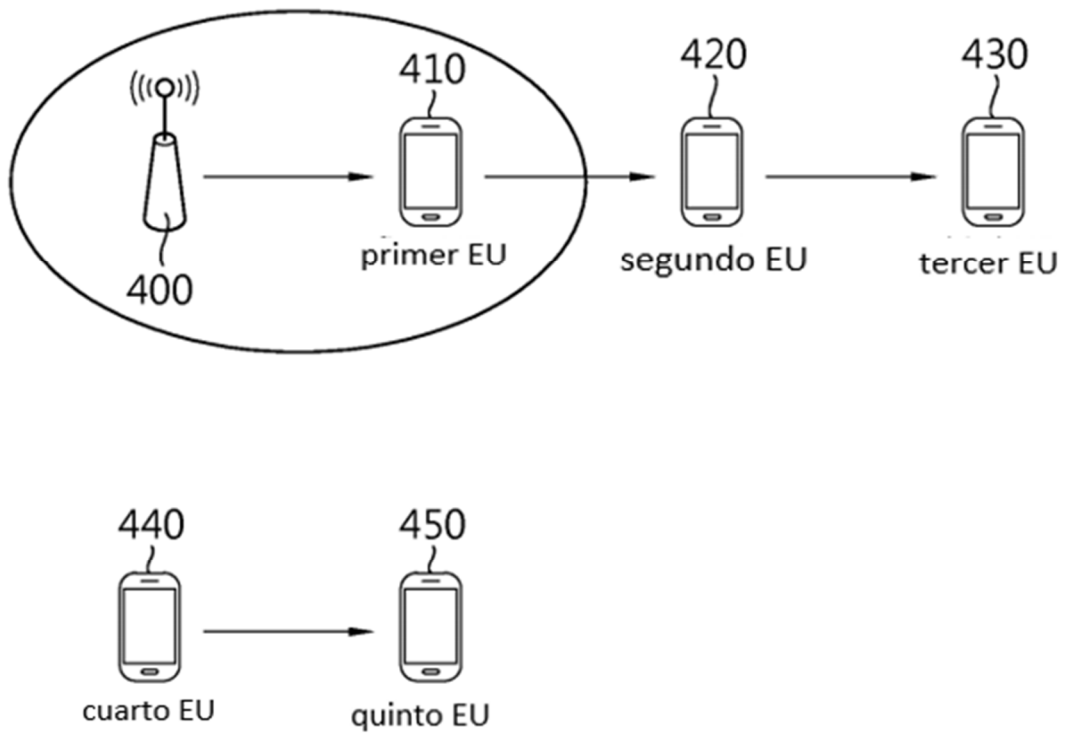 410
420
430
400
primer EU
segundo EU
tercer EU
440
450
cuarto EU
quinto EU